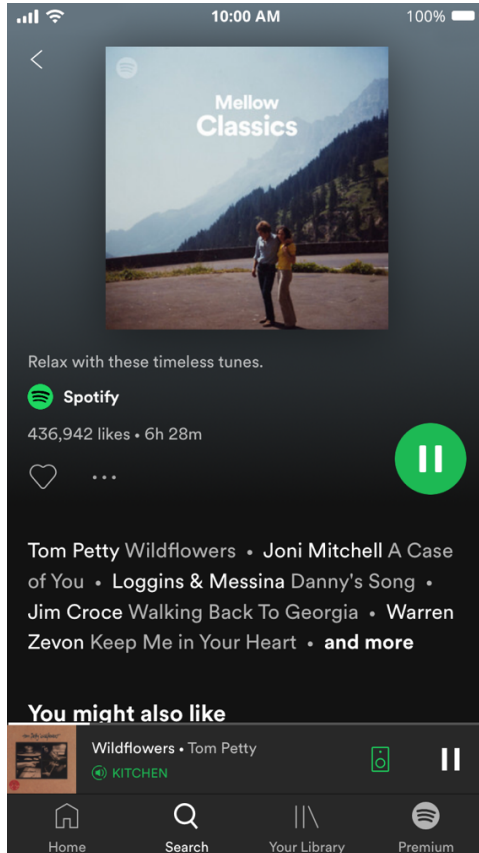 10:00 AM
100%
Mellow
Classics
Relax with these timeless tunes.
Spotify
436,942 likes • 6h 28m
Tom Petty Wildflowers • Joni Mitchell A Case
of You • Loggins & Messina Danny's Song •
Jim Croce Walking Back To Georgia • Warren
Zevon Keep Me in Your Heart • and more
You might also like
Wildflowers • Tom Petty
KITCHEN
Home
Search
Your Library
Premium